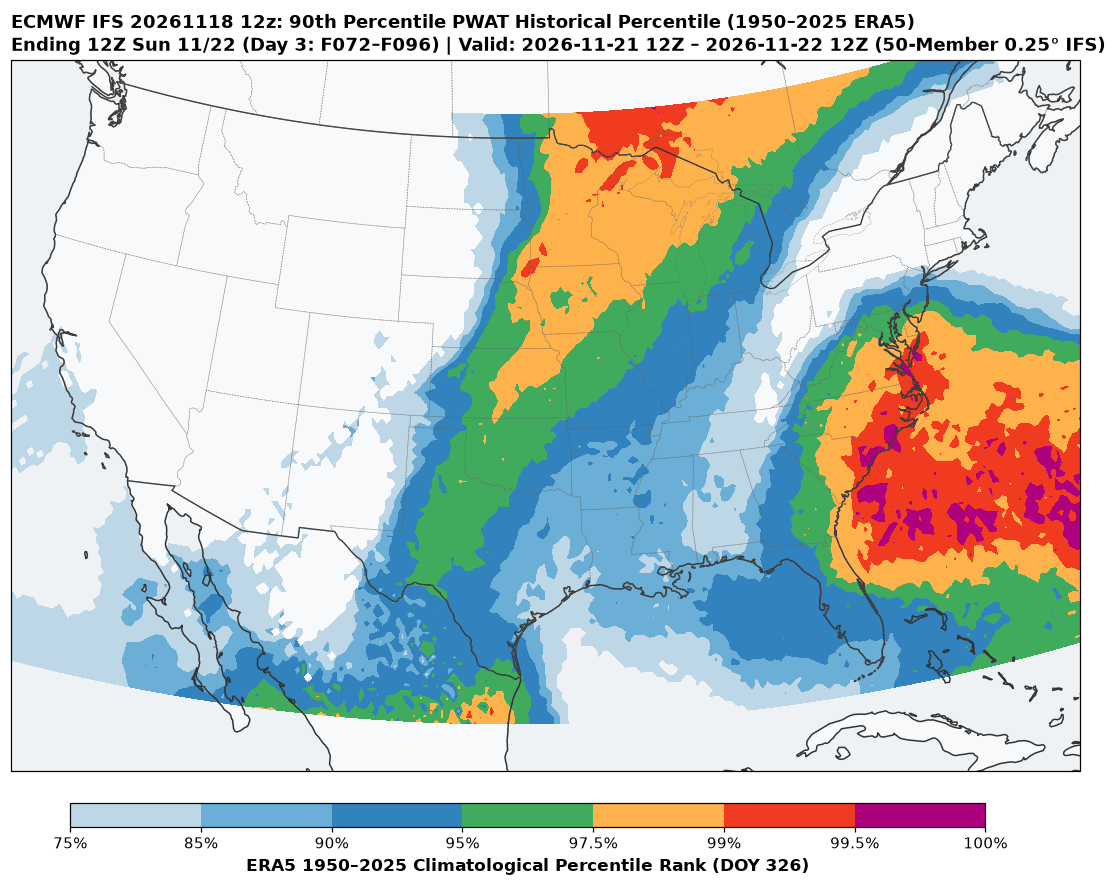 ECMWF IFS 20261118 12z: 90th Percentile PWAT Historical Percentile (1950–2025 ERA5)
Ending 12Z Sun 11/22 (Day 3: F072–F096) | Valid: 2026-11-21 12Z – 2026-11-22 12Z (50-Member 0.25° IFS)
75% 85% 90% 95% 97.5% 99% 99.5% 100%
ERA5 1950–2025 Climatological Percentile Rank (DOY 326)